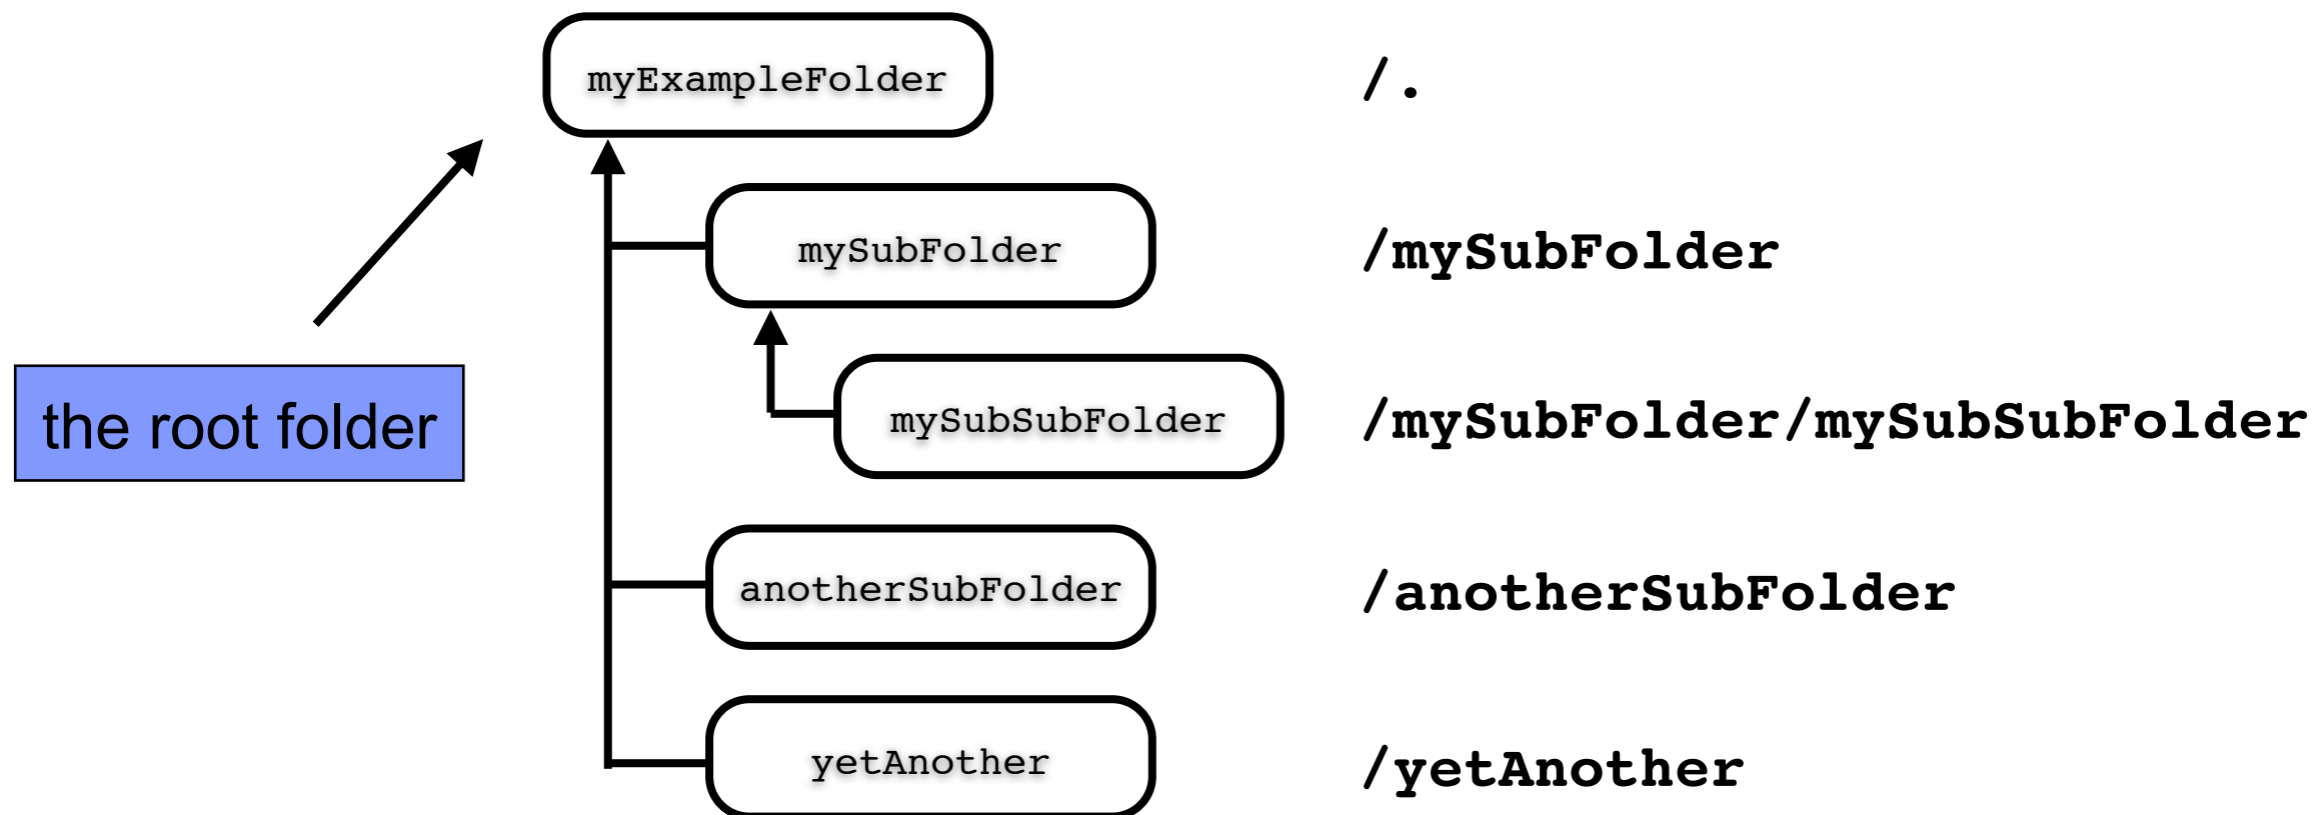 myExampleFolder /.
mySubFolder /mySubFolder
the root folder
mySubSubFolder /mySubFolder/mySubSubFolder
anotherSubFolder /anotherSubFolder
yetAnother /yetAnother